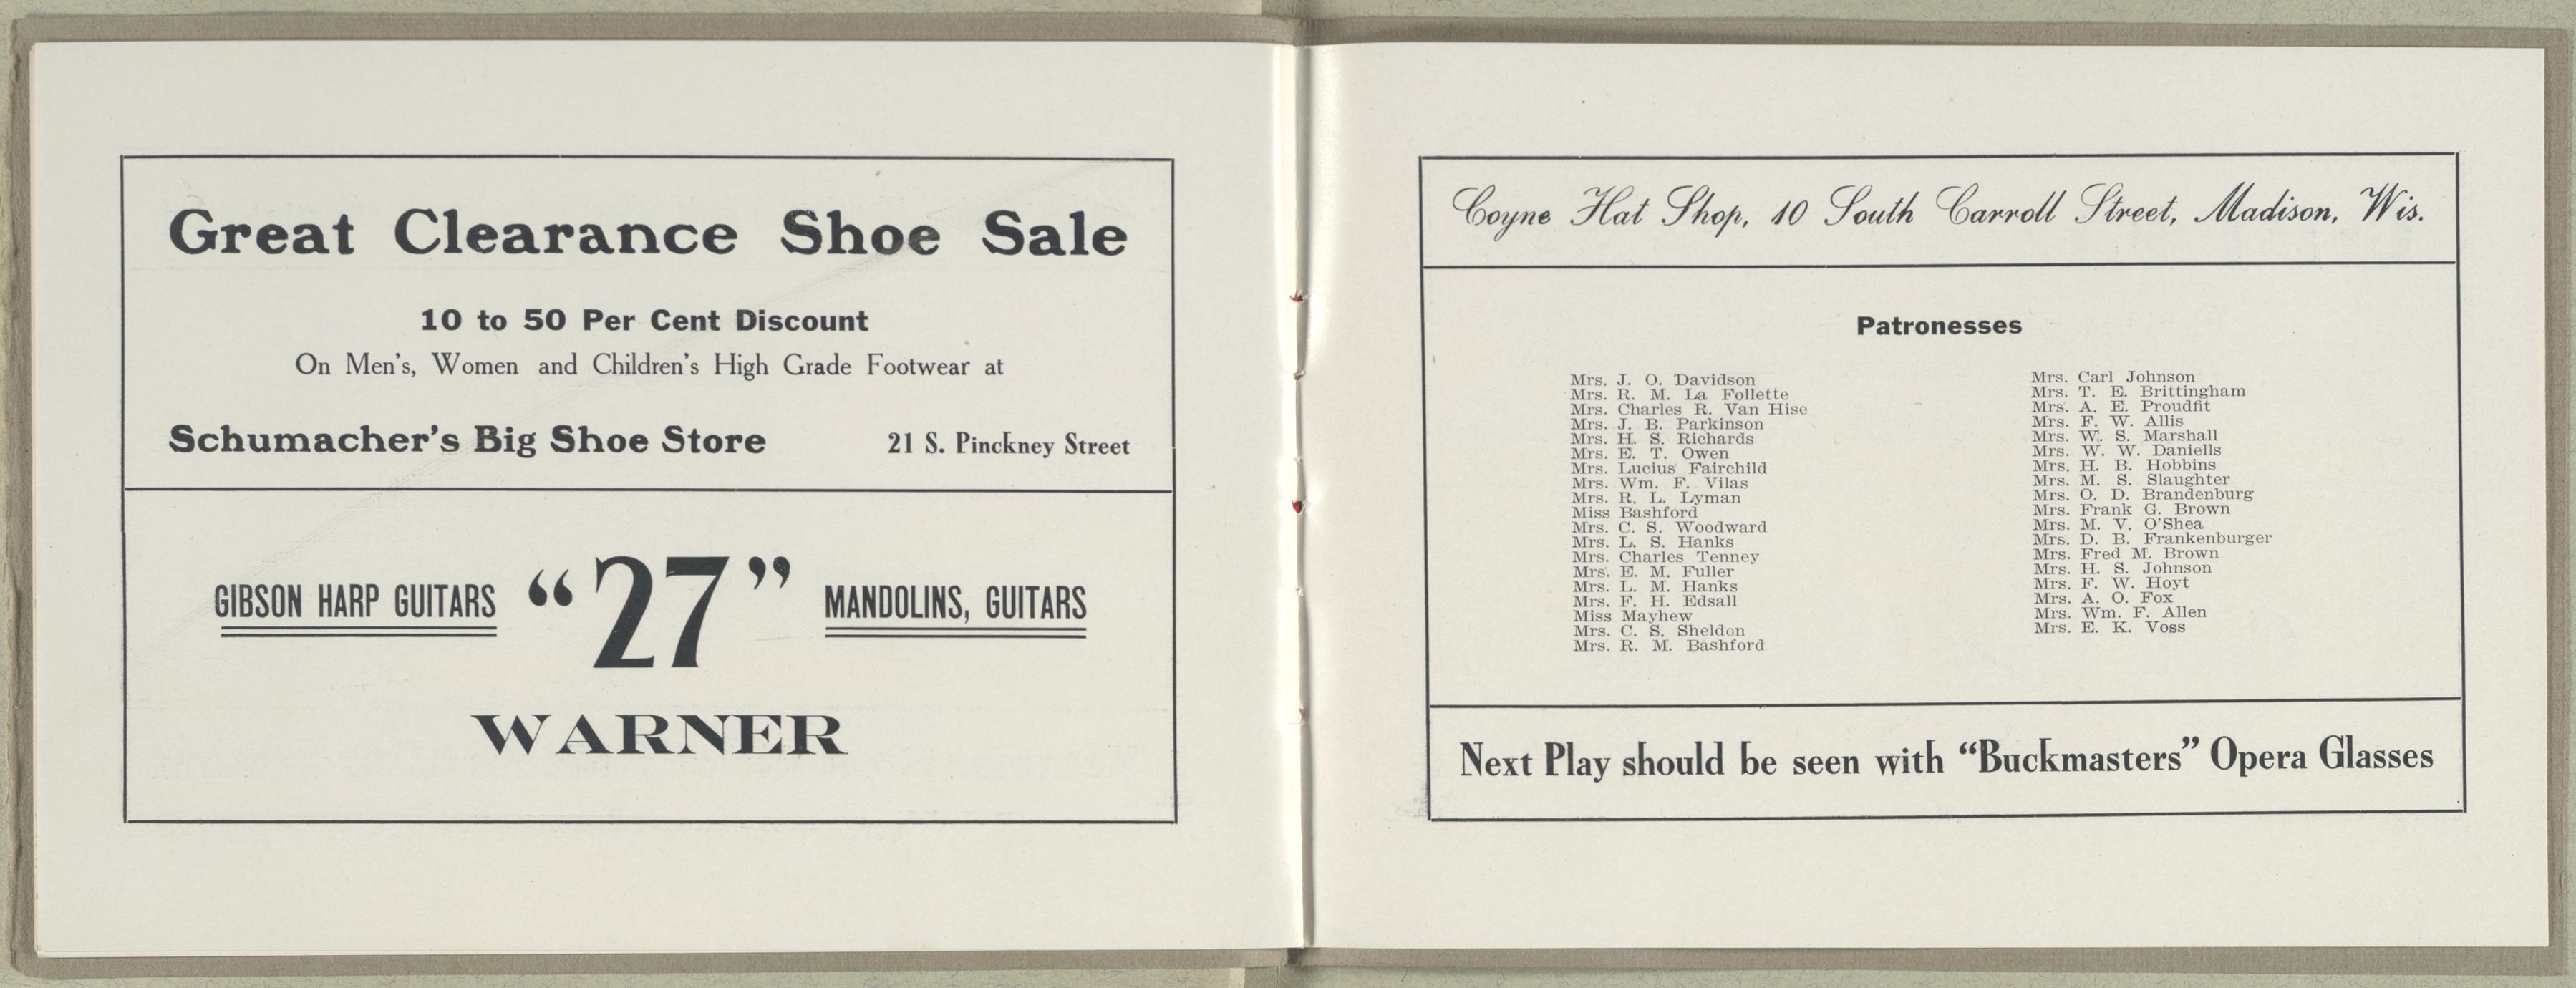 Great Clearance Shoe Sale
10 to 50 Per Cent Discount
On Men's, Women and Children's High Grade Footwear at
Schumacher's Big Shoe Store 21 S. Pinckney Street
GIBSON HARP GUITARS "27" MANDOLINS, GUITARS
WARNER
Coyne Hat Shop, 10 South Carroll Street, Madison, Wis.
Patronesses
Mrs. J. O. Davidson
Mrs. R. M. La Follette
Mrs. Charles R. Van Hise
Mrs. J. B. Parkinson
Mrs. H. S. Richards
Mrs. E. T. Owen
Mrs. Lucius Fairchild
Mrs. Wm. F. Vilas
Mrs. R. L. Lyman
Miss Bashford
Mrs. C. S. Woodward
Mrs. L. S. Hanks
Mrs. Charles Tenney
Mrs. E. M. Fuller
Mrs. L. M. Hanks
Mrs. F. H. Edsall
Miss Mayhew
Mrs. C. S. Sheldon
Mrs. R. M. Bashford
Mrs. Carl Johnson
Mrs. T. E. Brittingham
Mrs. A. E. Proudfit
Mrs. F. W. Allis
Mrs. W. S. Marshall
Mrs. W. W. Daniells
Mrs. H. B. Hobbins
Mrs. M. S. Slaughter
Mrs. O. D. Brandenburg
Mrs. Frank G. Brown
Mrs. M. V. O'Shea
Mrs. D. B. Frankenburger
Mrs. Fred M. Brown
Mrs. H. S. Johnson
Mrs. F. W. Hoyt
Mrs. A. O. Fox
Mrs. Wm. F. Allen
Mrs. E. K. Voss
Next Play should be seen with "Buckmasters" Opera Glasses